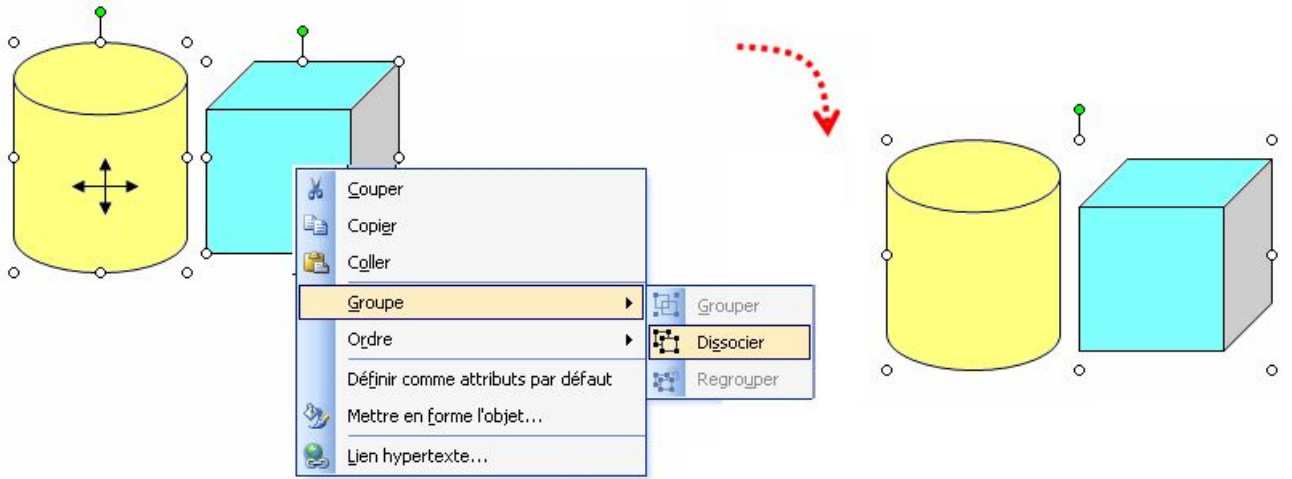 Couper
Copier
Coller
Groupe
Grouper
Ordre
Dissocier
Définir comme attributs par défaut
Regrouper
Mettre en forme l'objet...
Lien hypertexte...